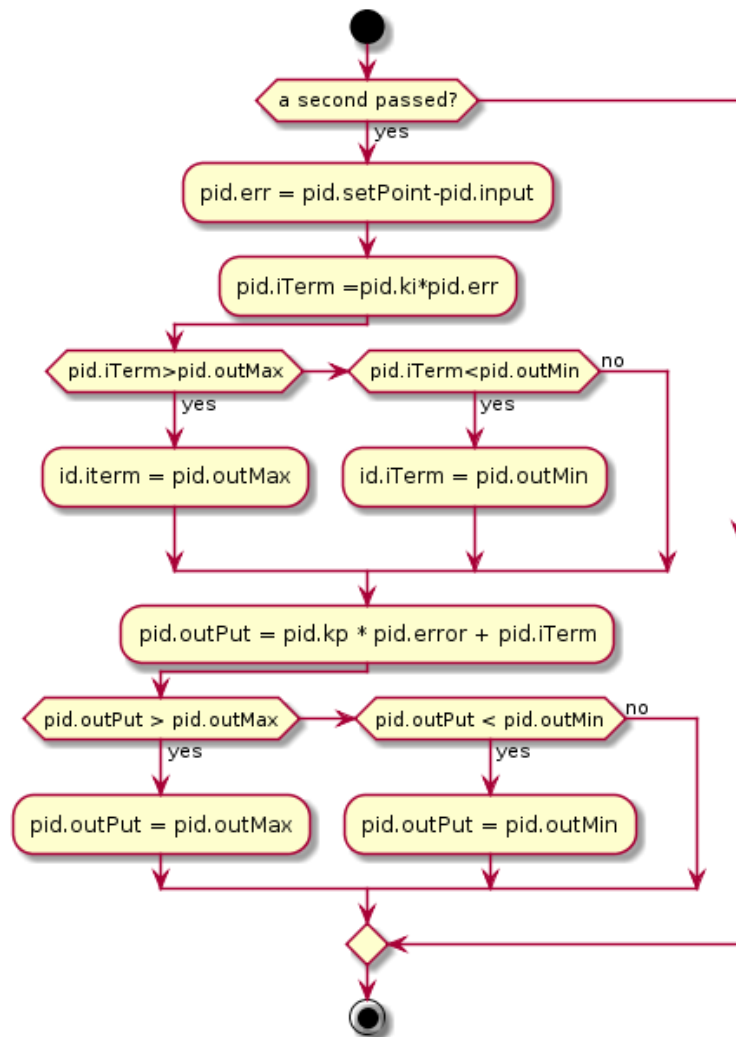 a second passed?
yes
pid.err = pid.setPoint-pid.input
pid.iTerm =pid.ki*pid.err
pid.iTerm>pid.outMax
pid.iTerm<pid.outMin
no
yes
yes
id.iterm = pid.outMax
id.iTerm = pid.outMin
pid.outPut = pid.kp * pid.error + pid.iTerm
pid.outPut > pid.outMax
pid.outPut < pid.outMin
no
yes
yes
pid.outPut = pid.outMax
pid.outPut = pid.outMin